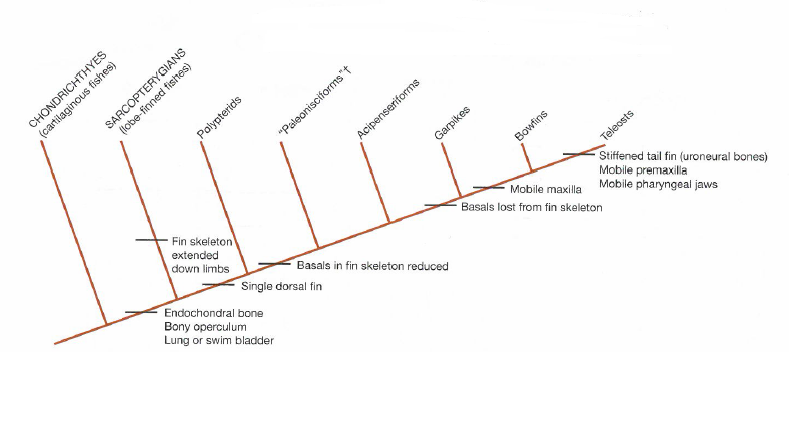 CHONDRICHTHYES
(cartilaginous fishes)
SARCOPTERYGIANS
(lobe-finned fishes)
Polypterids
"Paleonisciforms"†
Acipenseriforms
Garpikes
Bowfins
Teleosts
Stiffened tail fin (uroneural bones)
Mobile premaxilla
Mobile pharyngeal jaws
Mobile maxilla
Basals lost from fin skeleton
Fin skeleton
extended
down limbs
Basals in fin skeleton reduced
Single dorsal fin
Endochondral bone
Bony operculum
Lung or swim bladder